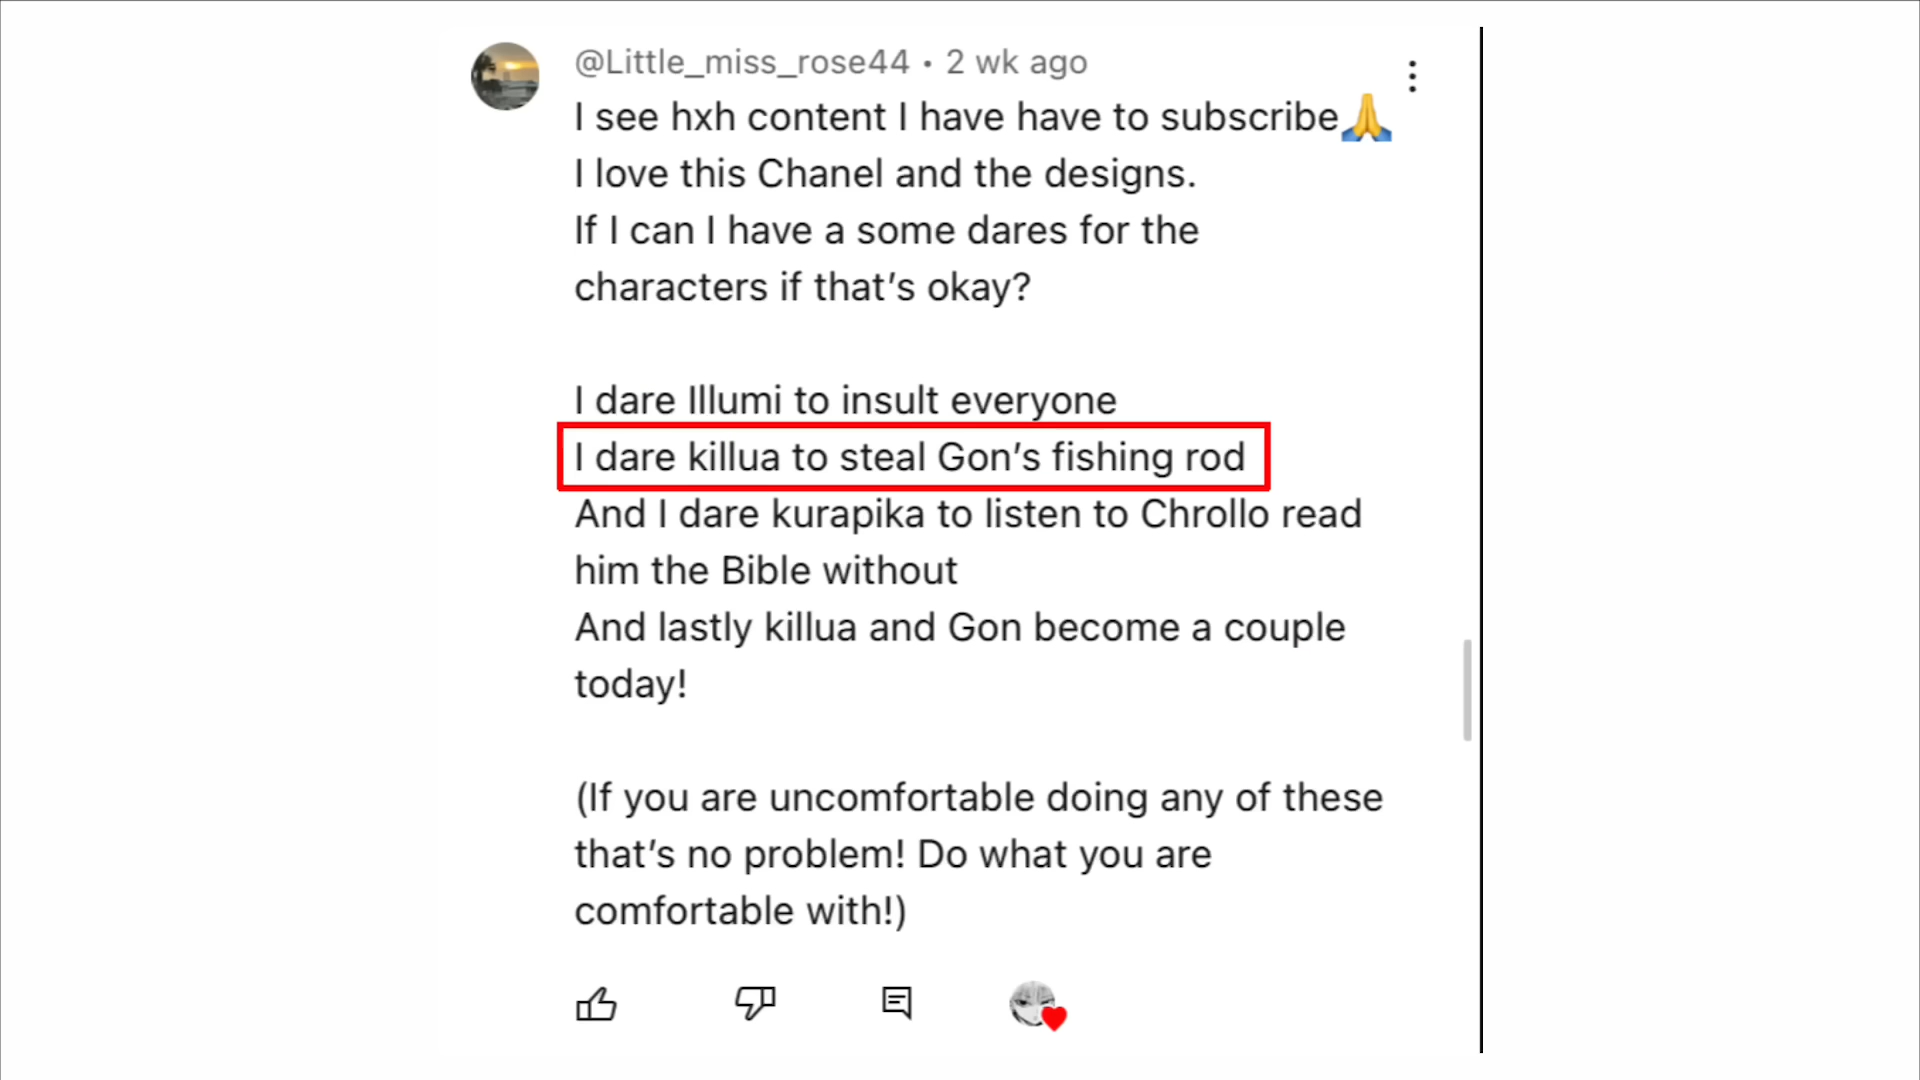 @Little_miss_rose44 • 2 wk ago
I see hxh content I have have to subscribe🙏
I love this Chanel and the designs.
If I can I have a some dares for the
characters if that's okay?
I dare Illumi to insult everyone
I dare killua to steal Gon's fishing rod
And I dare kurapika to listen to Chrollo read
him the Bible without
And lastly killua and Gon become a couple
today!
(If you are uncomfortable doing any of these
that's no problem! Do what you are
comfortable with!)